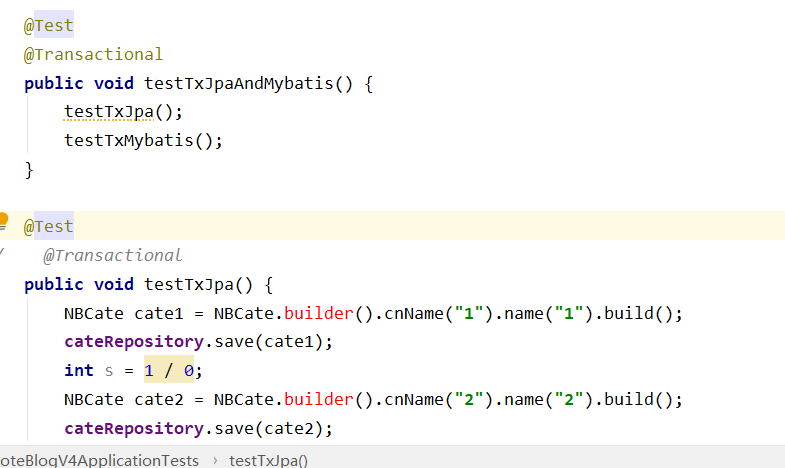 @Test
@Transactional
public void testTxJpaAndMybatis() {
testTxJpa();
testTxMybatis();
}
@Test
@Transactional
public void testTxJpa() {
NBCate cate1 = NBCate.builder().cnName("1").name("1").build();
cateRepository.save(cate1);
int s = 1 / 0;
NBCate cate2 = NBCate.builder().cnName("2").name("2").build();
cateRepository.save(cate2);
oteBlogV4ApplicationTests › testTxJpa()